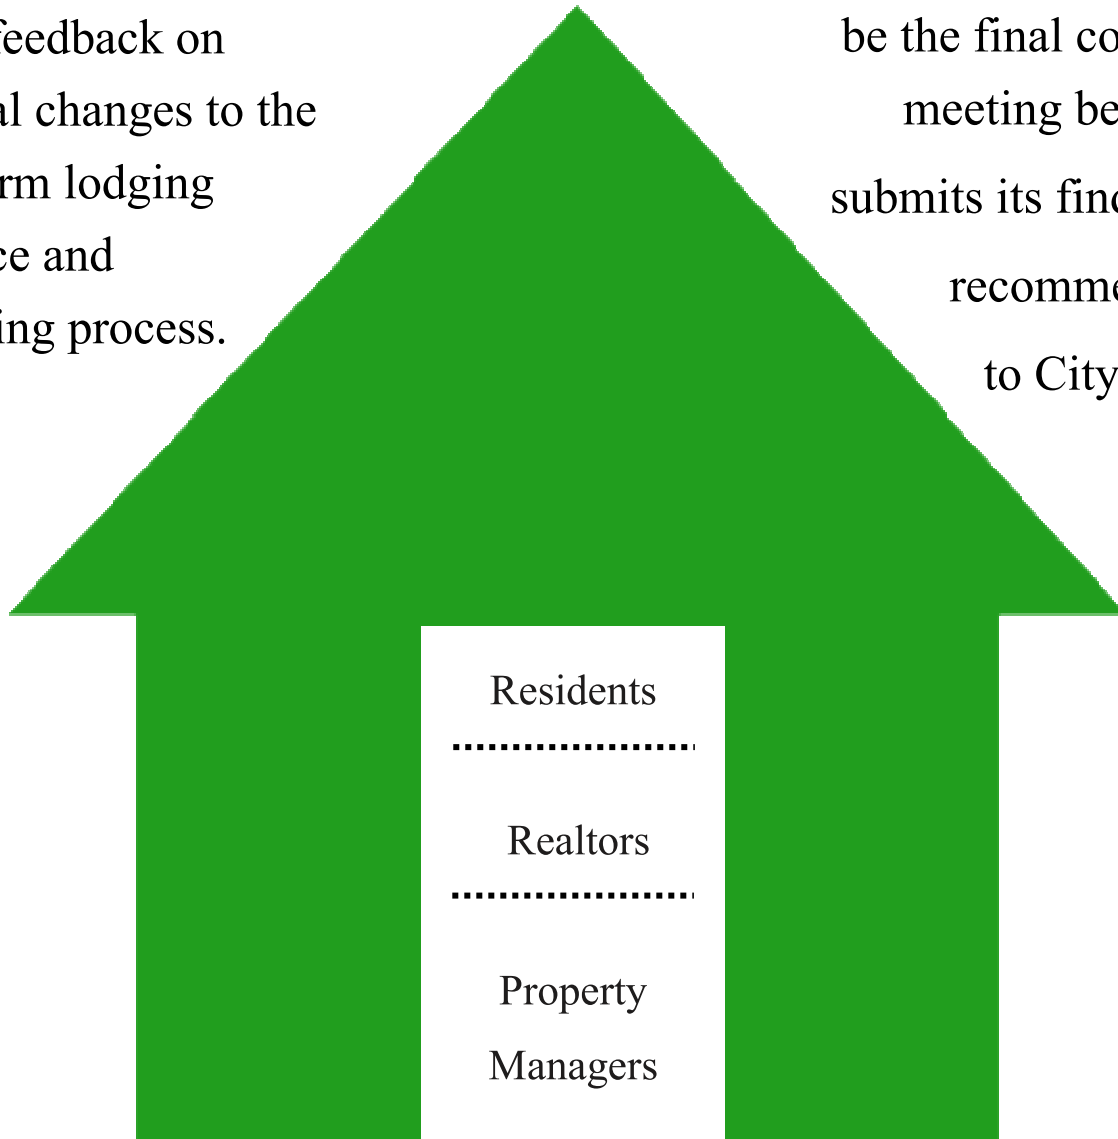 feedback on
al changes to the
rm lodging
ce and
ing process.
be the final co
meeting be
submits its find
recomme
to City
Residents
Realtors
Property
Managers